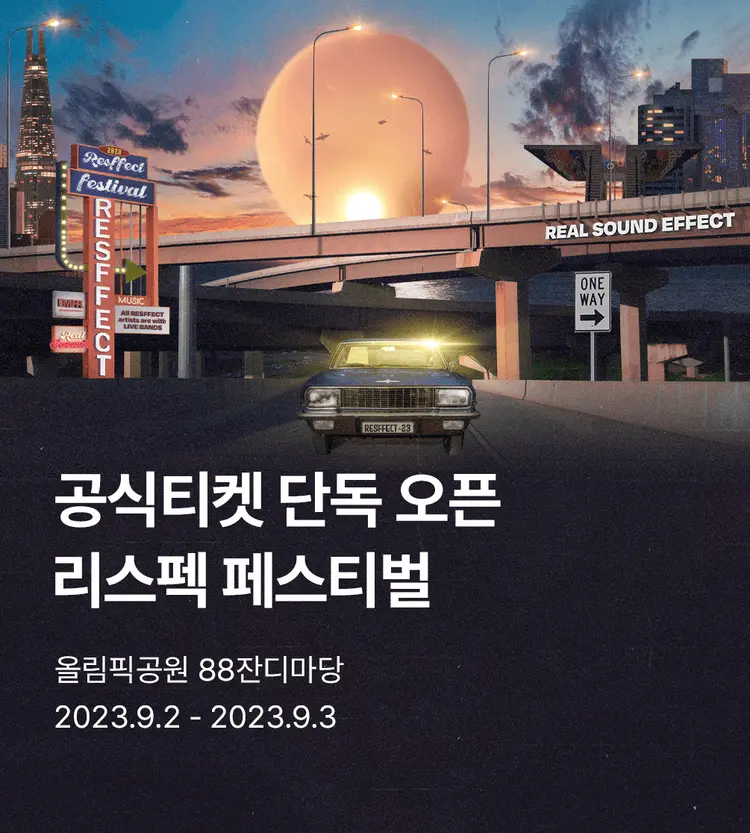 2023
Resffect
festival
RESFFECT
MUSIC
All RESFFECT
artists are with
LIVE BANDS
Real
REAL SOUND EFFECT
ONE
WAY
RESFFECT-23
공식티켓 단독 오픈
리스펙 페스티벌
올림픽공원 88잔디마당
2023.9.2 - 2023.9.3